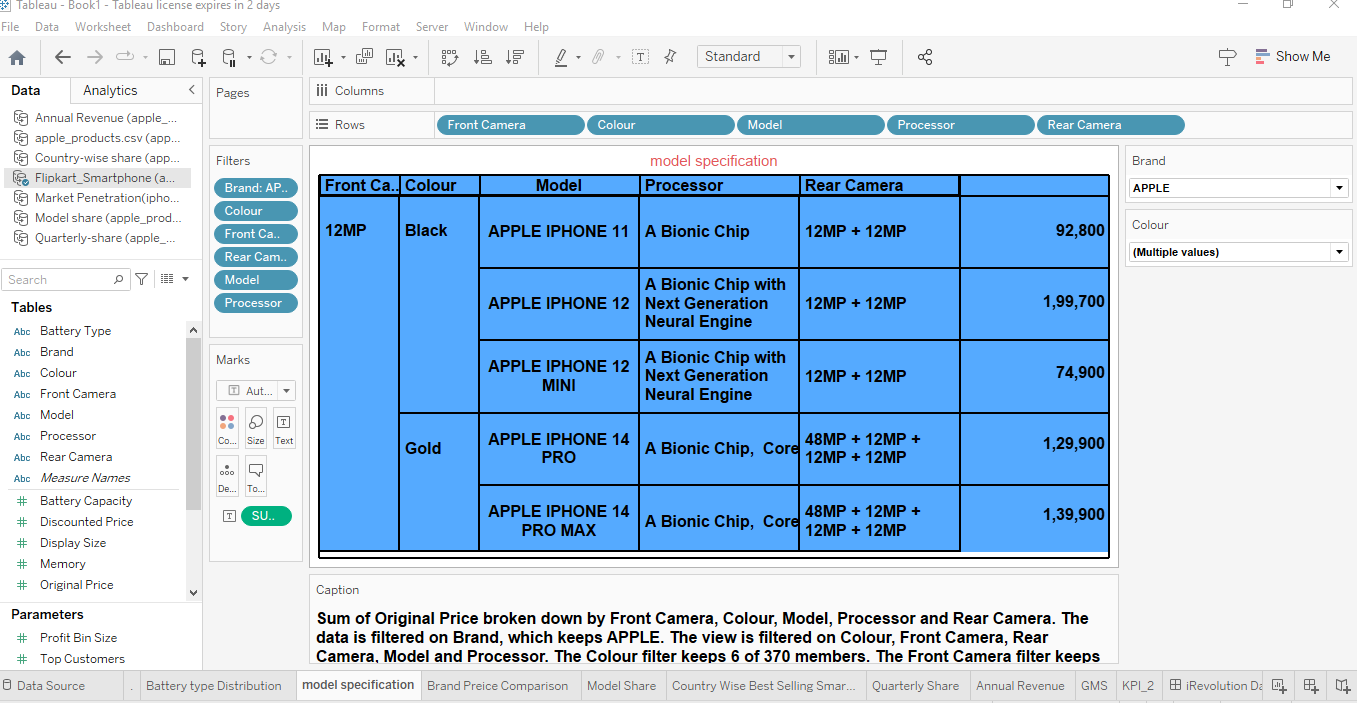 Tableau - Book1 - Tableau license expires in 2 days
File Data Worksheet Dashboard Story Analysis Map Format Server Window Help
Standard
Show Me
Data Analytics
Annual Revenue (apple_...
apple_products.csv (app...
Country-wise share (app...
Flipkart_Smartphone (a...
Market Penetration(ipho...
Model share (apple_prod...
Quarterly-share (apple_...
Search
Tables
Abc Battery Type
Abc Brand
Abc Colour
Abc Front Camera
Abc Model
Abc Processor
Abc Rear Camera
Abc Measure Names
# Battery Capacity
# Discounted Price
# Display Size
# Memory
# Original Price
Parameters
# Profit Bin Size
# Top Customers
Pages
Filters
Brand: AP..
Colour
Front Ca..
Rear Cam..
Model
Processor
Marks
T Aut...
Co... Size Text
De... To...
T SU..
Columns
Rows Front Camera Colour Model Processor Rear Camera
model specification
Front Ca.. Colour Model Processor Rear Camera
12MP Black APPLE IPHONE 11 A Bionic Chip 12MP + 12MP 92,800
APPLE IPHONE 12 A Bionic Chip with Next Generation Neural Engine 12MP + 12MP 1,99,700
APPLE IPHONE 12 MINI A Bionic Chip with Next Generation Neural Engine 12MP + 12MP 74,900
Gold APPLE IPHONE 14 PRO A Bionic Chip, Core 48MP + 12MP + 12MP + 12MP 1,29,900
APPLE IPHONE 14 PRO MAX A Bionic Chip, Core 48MP + 12MP + 12MP + 12MP 1,39,900
Caption
Sum of Original Price broken down by Front Camera, Colour, Model, Processor and Rear Camera. The
data is filtered on Brand, which keeps APPLE. The view is filtered on Colour, Front Camera, Rear
Camera, Model and Processor. The Colour filter keeps 6 of 370 members. The Front Camera filter keeps
Brand
APPLE
Colour
(Multiple values)
Data Source . Battery type Distribution model specification Brand Preice Comparison Model Share Country Wise Best Selling Smar... Quarterly Share Annual Revenue GMS KPI_2 iRevolution Da